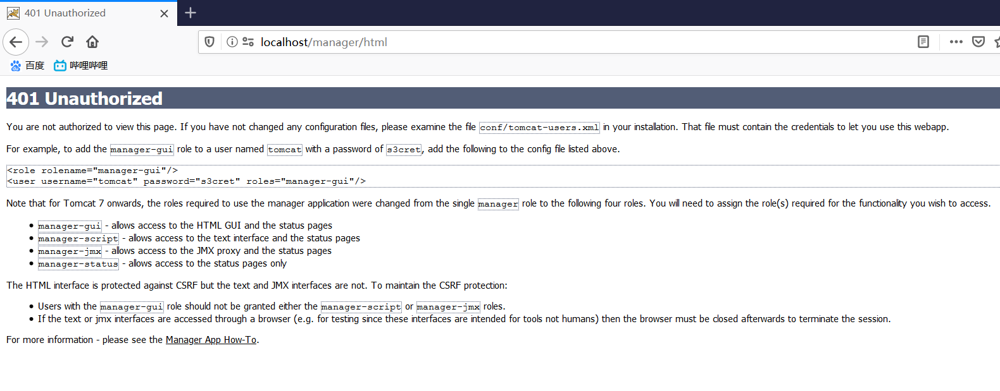 401 Unauthorized
localhost/manager/html
百度 哔哩哔哩
401 Unauthorized
You are not authorized to view this page. If you have not changed any configuration files, please examine the file conf/tomcat-users.xml in your installation. That file must contain the credentials to let you use this webapp.
For example, to add the manager-gui role to a user named tomcat with a password of s3cret, add the following to the config file listed above.
<role rolename="manager-gui"/>
<user username="tomcat" password="s3cret" roles="manager-gui"/>
Note that for Tomcat 7 onwards, the roles required to use the manager application were changed from the single manager role to the following four roles. You will need to assign the role(s) required for the functionality you wish to access.
manager-gui - allows access to the HTML GUI and the status pages
manager-script - allows access to the text interface and the status pages
manager-jmx - allows access to the JMX proxy and the status pages
manager-status - allows access to the status pages only
The HTML interface is protected against CSRF but the text and JMX interfaces are not. To maintain the CSRF protection:
Users with the manager-gui role should not be granted either the manager-script or manager-jmx roles.
If the text or jmx interfaces are accessed through a browser (e.g. for testing since these interfaces are intended for tools not humans) then the browser must be closed afterwards to terminate the session.
For more information - please see the Manager App How-To.